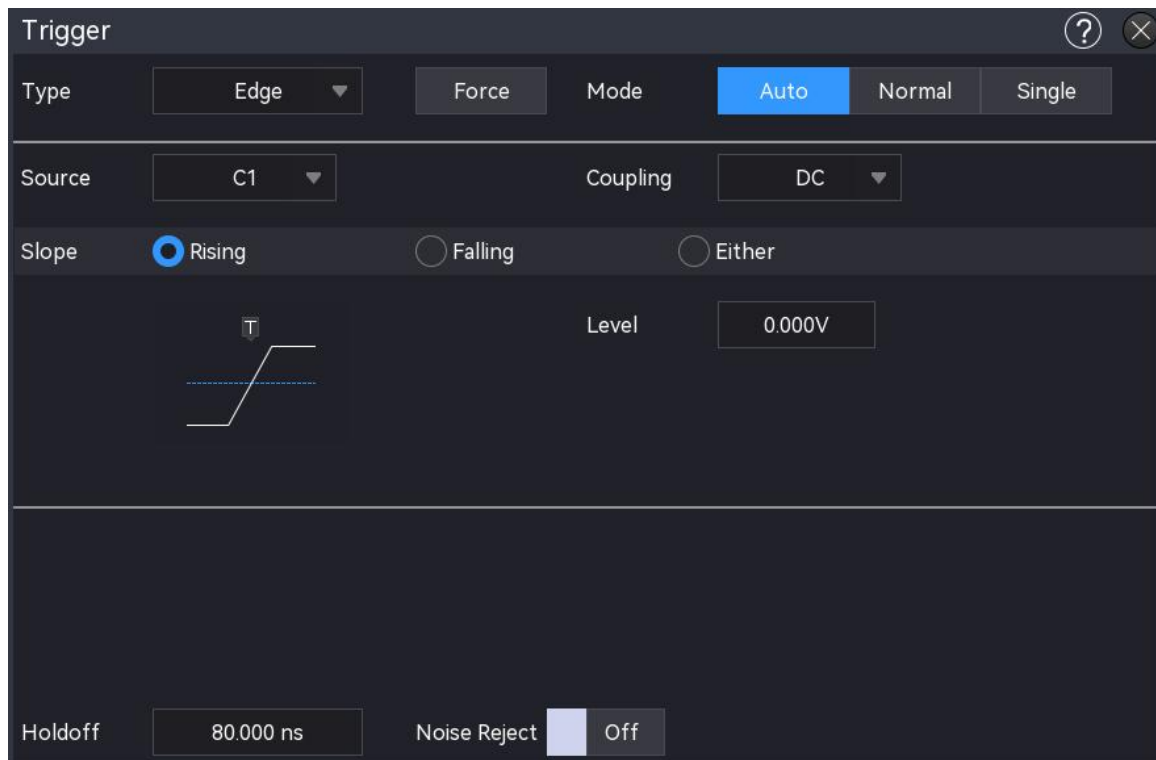 Trigger ?
Type Edge Force Mode Auto Normal Single
Source C1 Coupling DC
Slope Rising Falling Either
T Level 0.000V
Holdoff 80.000 ns Noise Reject Off